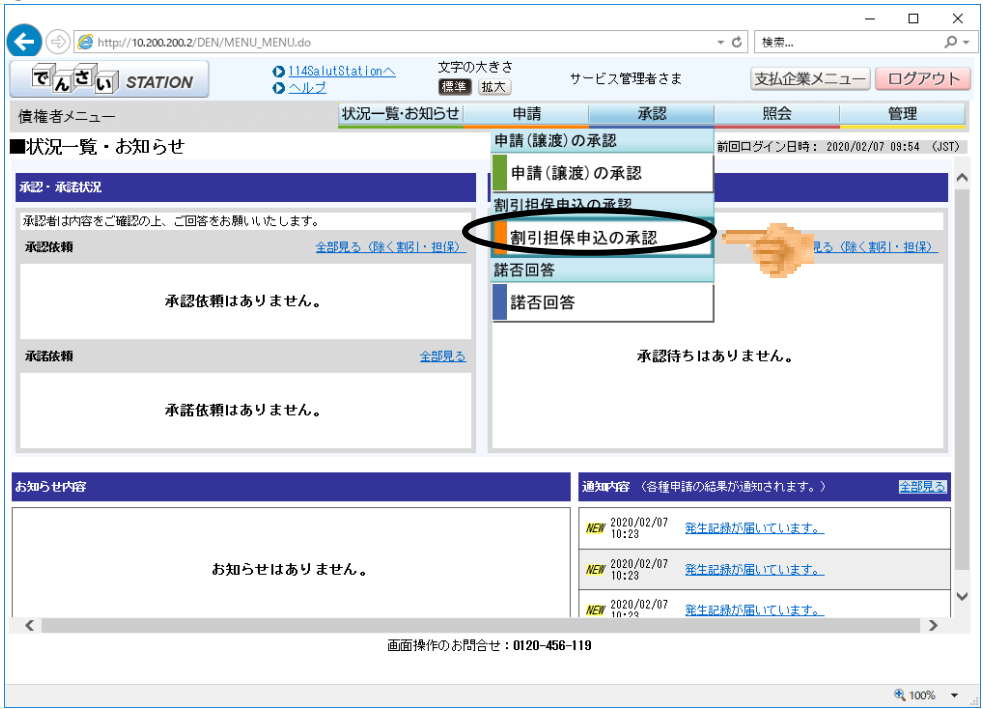 http://10.200.200.2/DEN/MENU_MENU.do
検索...
でんさい STATION
114SalutStationへ
ヘルプ
文字の大きさ
標準 拡大
サービス管理者さま
支払企業メニュー
ログアウト
債権者メニュー
状況一覧・お知らせ 申請 承認 照会 管理
■状況一覧・お知らせ
前回ログイン日時： 2020/02/07 09:54 (JST)
申請(譲渡)の承認
申請(譲渡)の承認
割引担保申込の承認
割引担保申込の承認
諾否回答
諾否回答
承認・承諾状況
承認者は内容をご確認の上、ご回答をお願いいたします。
承認依頼
全部見る（除く割引・担保）
見る（除く割引・担保）
承認依頼はありません。
承諾依頼
全部見る
承認待ちはありません。
承諾依頼はありません。
お知らせ内容
お知らせはありません。
通知内容 （各種申請の結果が通知されます。）
全部見る
NEW 2020/02/07 10:23 発生記録が届いています。
NEW 2020/02/07 10:23 発生記録が届いています。
NEW 2020/02/07 10:23 発生記録が届いています。
画面操作のお問合せ：0120-456-119
100%